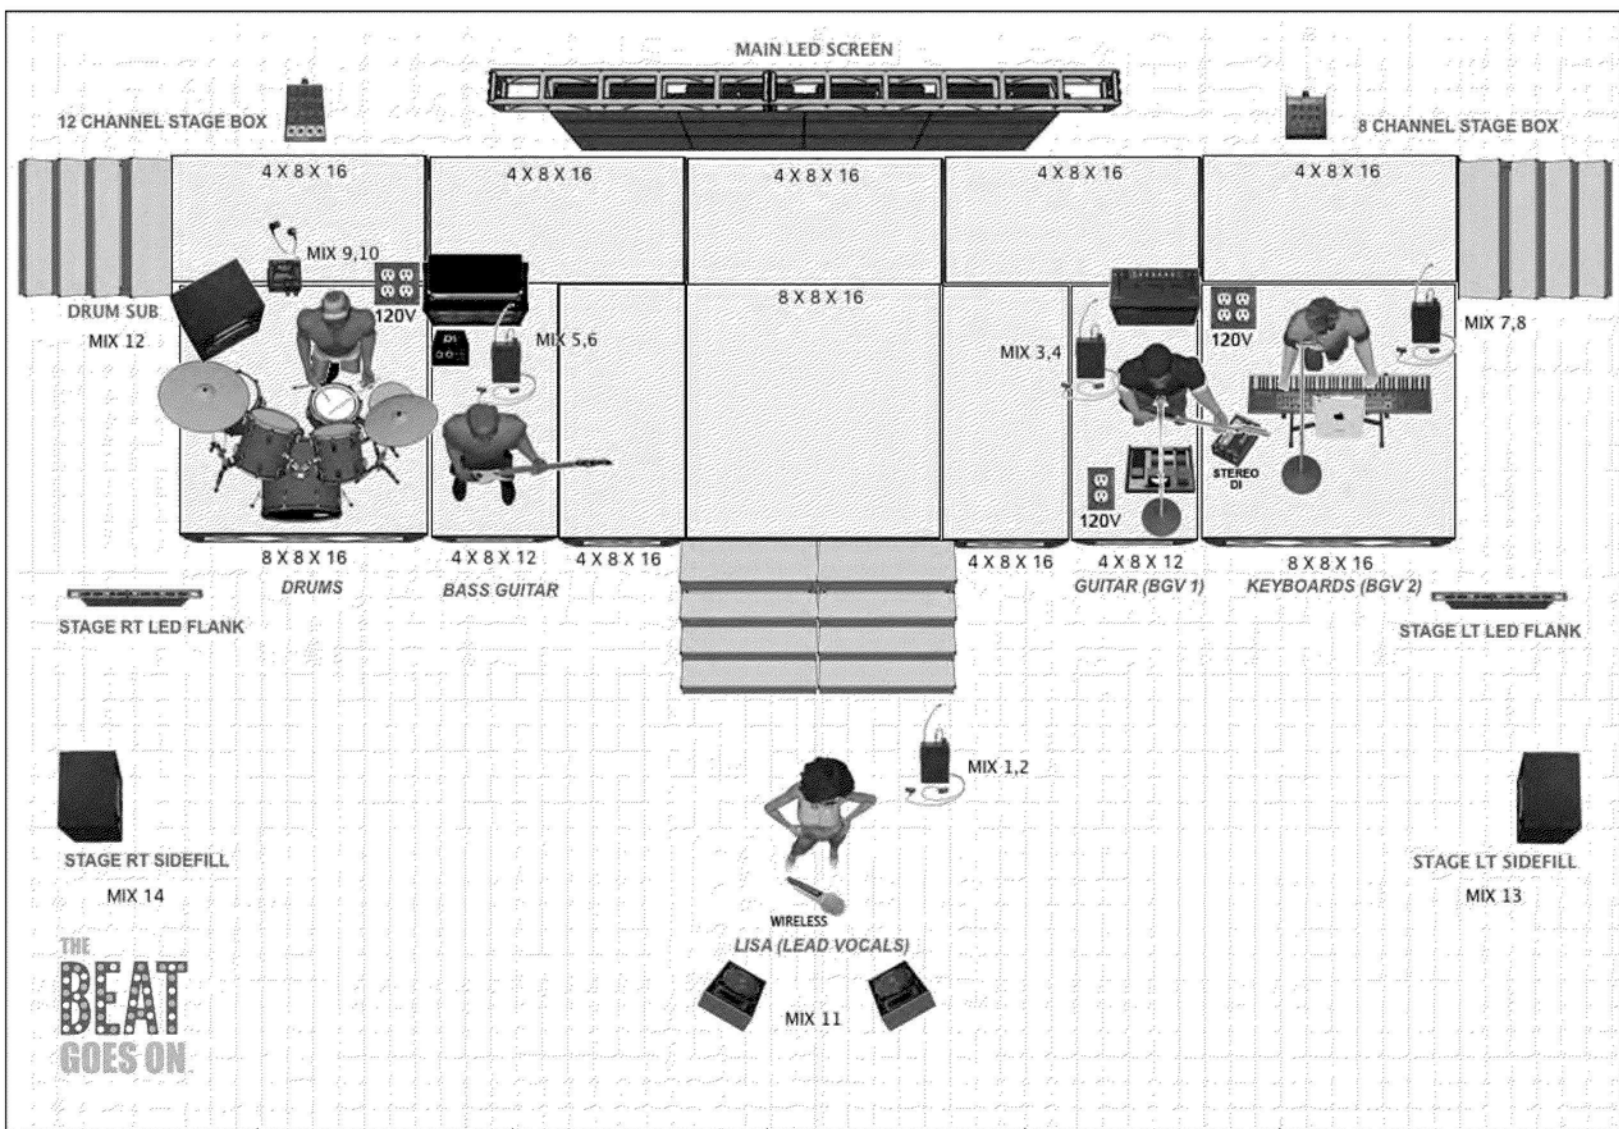 MAIN LED SCREEN
12 CHANNEL STAGE BOX
8 CHANNEL STAGE BOX
4 X 8 X 16
4 X 8 X 16
4 X 8 X 16
4 X 8 X 16
4 X 8 X 16
MIX 9,10
DRUM SUB
MIX 12
120V
DI
MIX 5,6
8 X 8 X 16
MIX 3,4
120V
MIX 7,8
STEREO
DI
120V
8 X 8 X 16
DRUMS
4 X 8 X 12
BASS GUITAR
4 X 8 X 16
4 X 8 X 16
4 X 8 X 12
GUITAR (BGV 1)
8 X 8 X 16
KEYBOARDS (BGV 2)
STAGE RT LED FLANK
STAGE LT LED FLANK
MIX 1,2
STAGE RT SIDEFILL
MIX 14
STAGE LT SIDEFILL
MIX 13
WIRELESS
LISA (LEAD VOCALS)
MIX 11
THE
BEAT
GOES ON